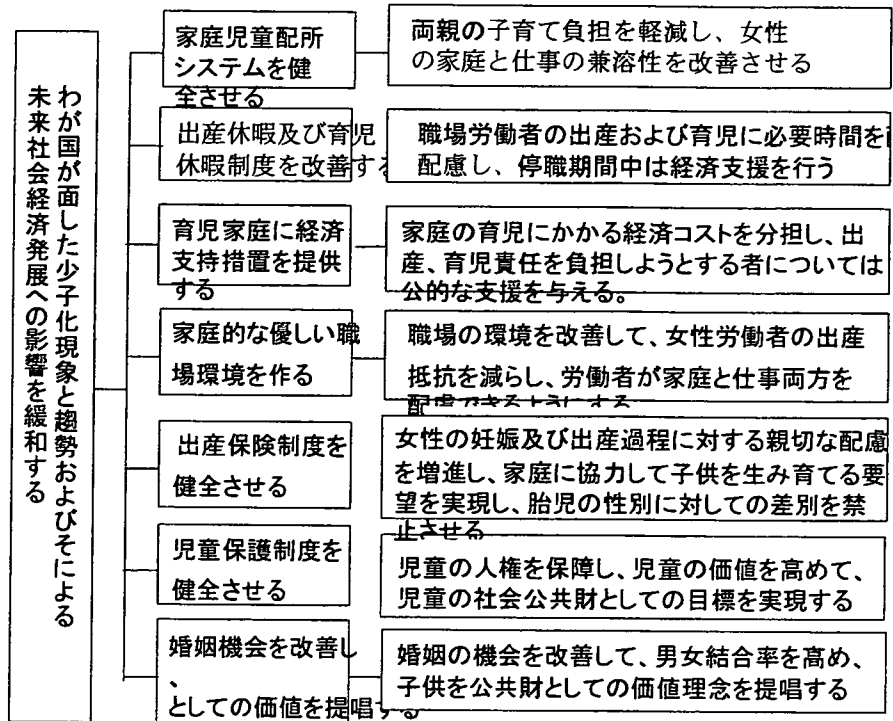 わが国が面した少子化現象と趨勢およびそによる
未来社会経済発展への影響を緩和する
家庭児童配所
システムを健
全させる
両親の子育て負担を軽減し、女性
の家庭と仕事の兼溶性を改善させる
出産休暇及び育児
休暇制度を改善する
職場労働者の出産および育児に必要時間を
配慮し、停職期間中は経済支援を行う
育児家庭に経済
支持措置を提供
する
家庭の育児にかかる経済コストを分担し、出
産、育児責任を負担しようとする者については
公的な支援を与える。
家庭的な優しい職
場環境を作る
職場の環境を改善して、女性労働者の出産
抵抗を減らし、労働者が家庭と仕事両方を
配慮できるようにする
出産保険制度を
健全させる
女性の妊娠及び出産過程に対する親切な配慮
を増進し、家庭に協力して子供を生み育てる要
望を実現し、胎児の性別に対しての差別を禁
止させる
児童保護制度を
健全させる
児童の人権を保障し、児童の価値を高めて、
児童の社会公共財としての目標を実現する
婚姻機会を改善し
、
としての価値を提唱する
婚姻の機会を改善して、男女結合率を高め、
子供を公共財としての価値理念を提唱する